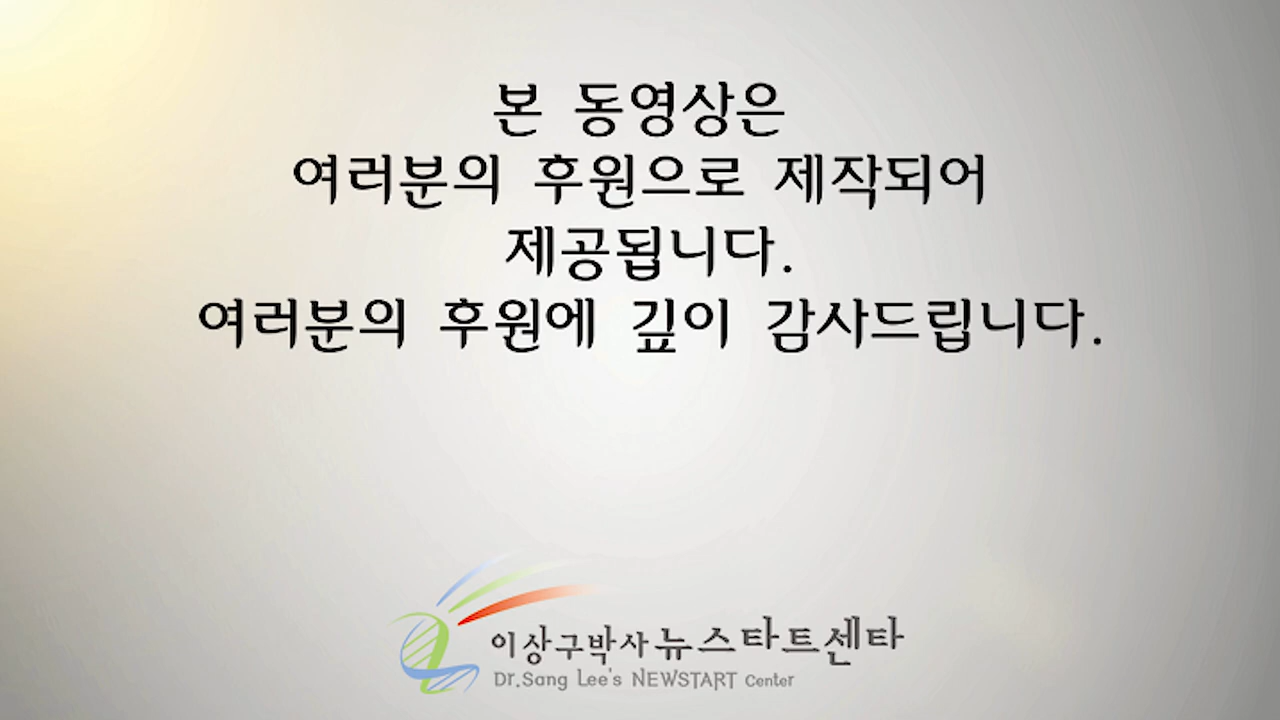 본 동영상은
여러분의 후원으로 제작되어
제공됩니다.
여러분의 후원에 깊이 감사드립니다.
이상구박사 뉴스타트센타
Dr.Sang Lee's NEWSTART Center